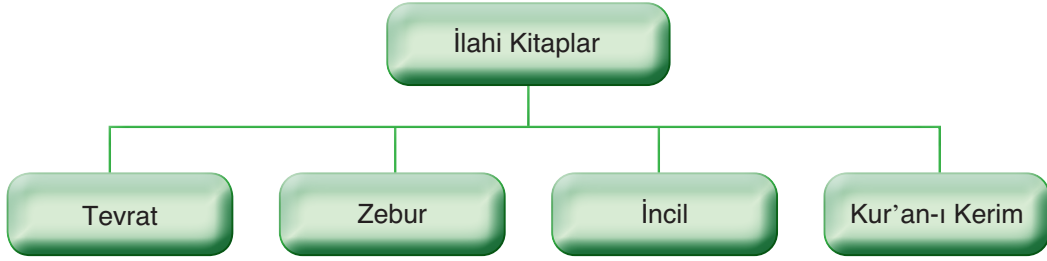 İlahi Kitaplar
Tevrat
Zebur
İncil
Kur'an-ı Kerim